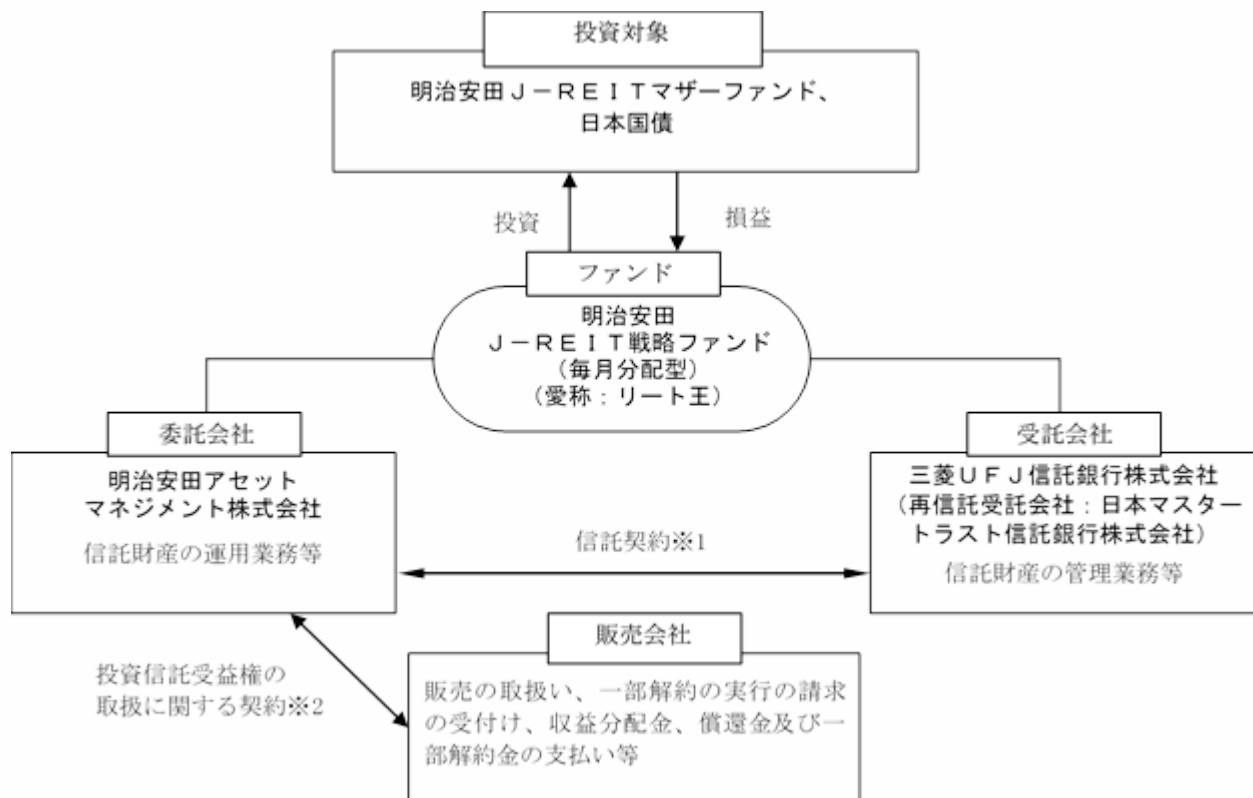 投資対象
明治安田Ｊ－ＲＥＩＴマザーファンド、
日本国債
投資
損益
ファンド
明治安田
Ｊ－ＲＥＩＴ戦略ファンド
（毎月分配型）
（愛称：リート王）
委託会社
明治安田アセット
マネジメント株式会社
信託財産の運用業務等
受託会社
三菱ＵＦＪ信託銀行株式会社
（再信託受託会社：日本マスター
トラスト信託銀行株式会社）
信託財産の管理業務等
信託契約※1
投資信託受益権の
取扱に関する契約※2
販売会社
販売の取扱い、一部解約の実行の請求
の受付け、収益分配金、償還金及び一
部解約金の支払い等